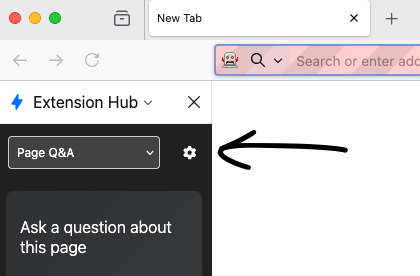 New Tab
Search or enter add
Extension Hub
Page Q&A
Ask a question about
this page